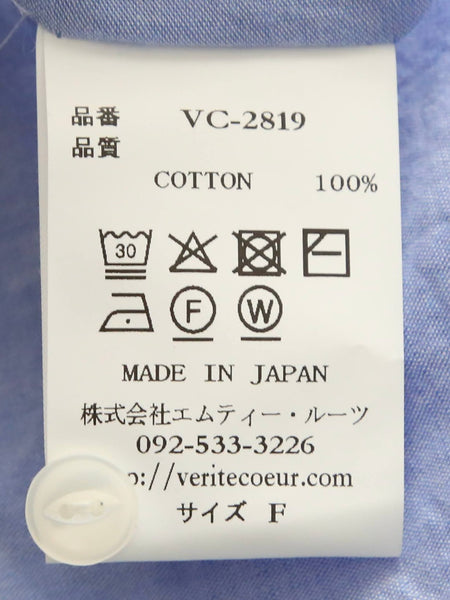 品番 VC-2819
品質
COTTON 100%
30
F W
MADE IN JAPAN
株式会社エムティー・ルーツ
092-533-3226
p://veritecoeur.com
サイズ F